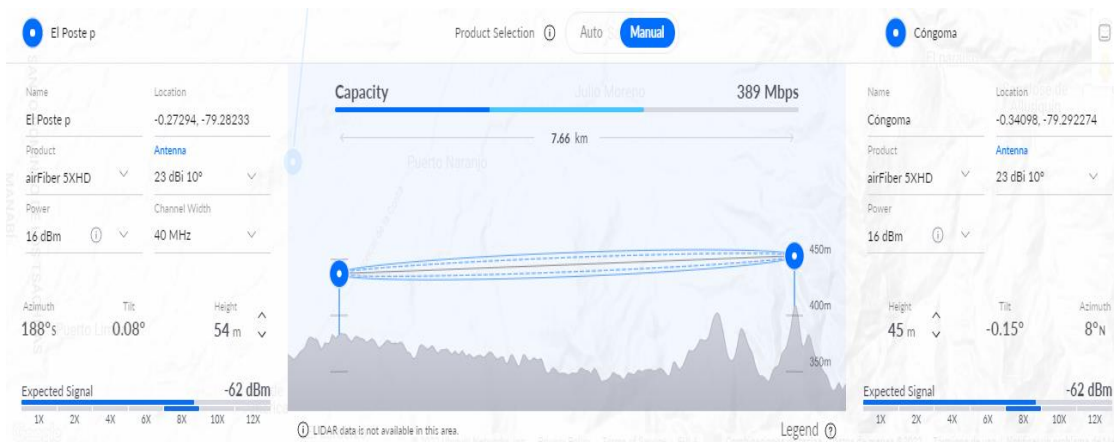 El Poste p
Product Selection
Auto
Manual
Cóngoma
Name
Location
El Poste p
-0.27294, -79.28233
Product
Antenna
airFiber 5XHD
23 dBi 10°
Power
Channel Width
16 dBm
40 MHz
Azimuth
Tilt
Height
188°S
0.08°
54 m
Expected Signal
-62 dBm
1X 2X 4X 6X 8X 10X 12X
Capacity
389 Mbps
Julio Moreno
7.66 km
Puerto Naranjo
450m
400m
350m
LIDAR data is not available in this area.
Legend
Name
Location
Cóngoma
-0.34098, -79.292274
Product
Antenna
airFiber 5XHD
23 dBi 10°
Power
16 dBm
Height
Tilt
Azimuth
45 m
-0.15°
8°N
Expected Signal
-62 dBm
1X 2X 4X 6X 8X 10X 12X
MANABÍ